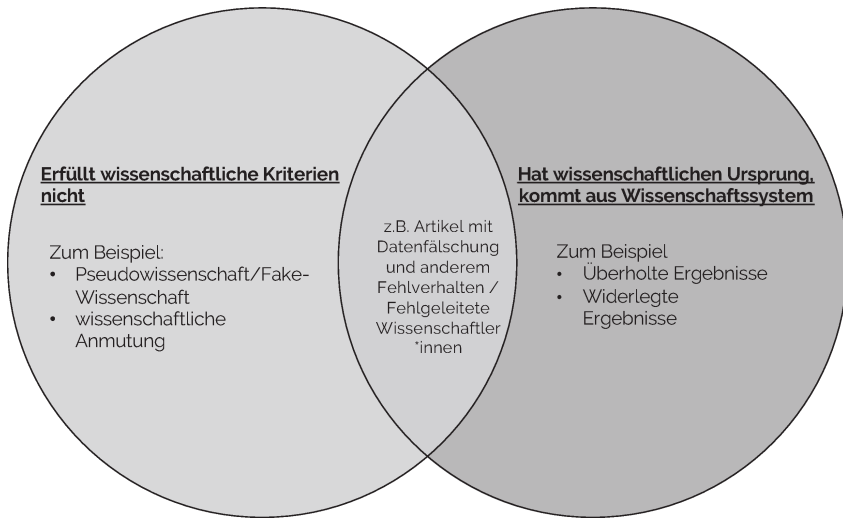 Erfüllt wissenschaftliche Kriterien
nicht
Zum Beispiel:
• Pseudowissenschaft/Fake-
Wissenschaft
• wissenschaftliche
Anmutung
z.B. Artikel mit
Datenfälschung
und anderem
Fehlverhalten /
Fehlgeleitete
Wissenschaftler
*innen
Hat wissenschaftlichen Ursprung,
kommt aus Wissenschaftssystem
Zum Beispiel
• Überholte Ergebnisse
• Widerlegte
Ergebnisse